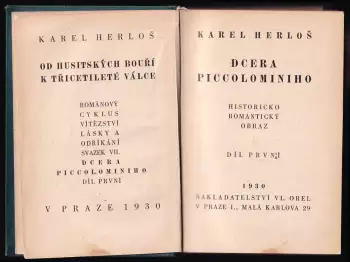 KAREL HERLOŠ
OD HUSITSKÝCH BOUŘÍ
K TŘICETILETÉ VÁLCE
ROMÁNOVÝ
CYKLUS
VÍTĚZSTVÍ
LÁSKY A
ODŘÍKÁNÍ
SVAZEK VII.
DCERA
PICCOLOMINIHO
DÍL PRVNÍ
V PRAZE 1930
KAREL HERLOŠ
DCERA
PICCOLOMINIHO
HISTORICKO
ROMANTICKÝ
OBRAZ
DÍL PRVNÍ
1930
NAKLADATELSTVÍ VL. OREL
V PRAZE I., MALÁ KARLOVA 29